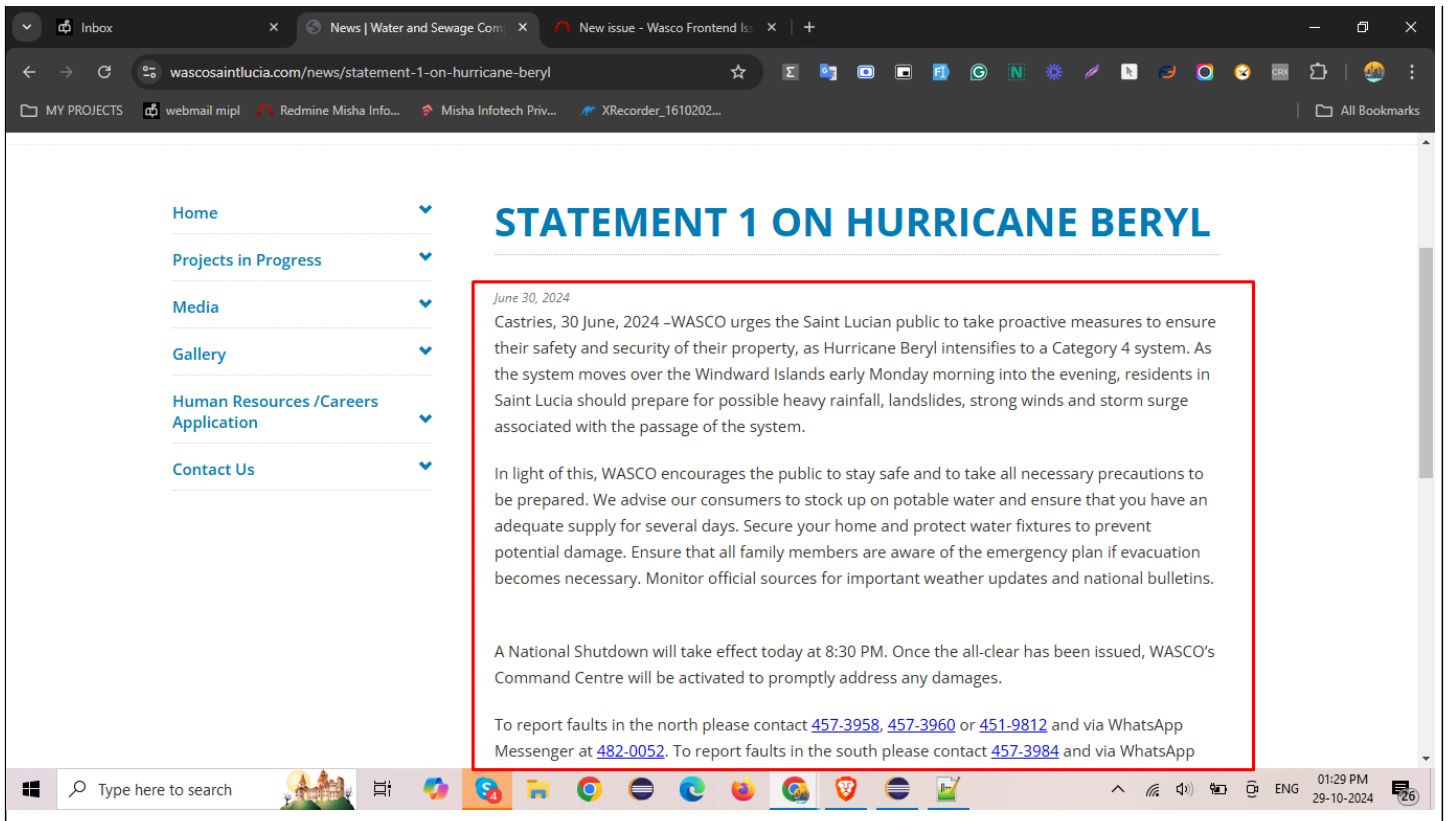 Inbox
News | Water and Sewage Com
New issue - Wasco Frontend Iss
wascosaintlucia.com/news/statement-1-on-hurricane-beryl
MY PROJECTS
webmail mipl
Redmine Misha Info...
Misha Infotech Priv...
XRecorder_1610202...
All Bookmarks
Home
Projects in Progress
Media
Gallery
Human Resources /Careers
Application
Contact Us
STATEMENT 1 ON HURRICANE BERYL
June 30, 2024
Castries, 30 June, 2024 –WASCO urges the Saint Lucian public to take proactive measures to ensure
their safety and security of their property, as Hurricane Beryl intensifies to a Category 4 system. As
the system moves over the Windward Islands early Monday morning into the evening, residents in
Saint Lucia should prepare for possible heavy rainfall, landslides, strong winds and storm surge
associated with the passage of the system.
In light of this, WASCO encourages the public to stay safe and to take all necessary precautions to
be prepared. We advise our consumers to stock up on potable water and ensure that you have an
adequate supply for several days. Secure your home and protect water fixtures to prevent
potential damage. Ensure that all family members are aware of the emergency plan if evacuation
becomes necessary. Monitor official sources for important weather updates and national bulletins.
A National Shutdown will take effect today at 8:30 PM. Once the all-clear has been issued, WASCO’s
Command Centre will be activated to promptly address any damages.
To report faults in the north please contact 457-3958, 457-3960 or 451-9812 and via WhatsApp
Messenger at 482-0052. To report faults in the south please contact 457-3984 and via WhatsApp
Type here to search
ENG
01:29 PM
29-10-2024
26